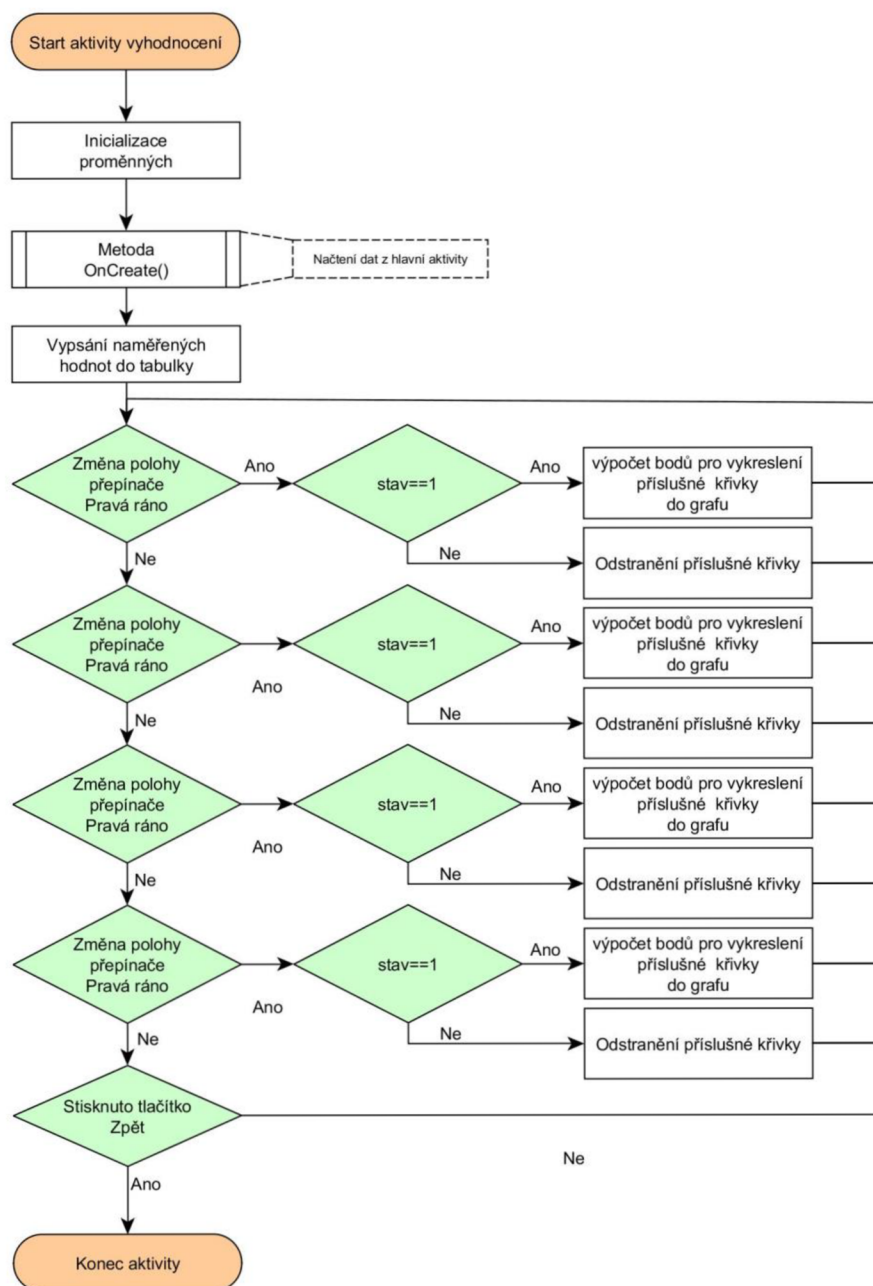 Start aktivity vyhodnocení
Inicializace
proměnných
Metoda
OnCreate()
Načtení dat z hlavní aktivity
Vypsání naměřených
hodnot do tabulky
Změna polohy
přepínače
Pravá ráno
Ano
stav==1
Ano
výpočet bodů pro vykreslení
příslušné křivky
do grafu
Ne
Odstranění příslušné křivky
Ne
Změna polohy
přepínače
Pravá ráno
Ano
stav==1
Ano
výpočet bodů pro vykreslení
příslušné křivky
do grafu
Ne
Odstranění příslušné křivky
Ne
Změna polohy
přepínače
Pravá ráno
Ano
stav==1
Ano
výpočet bodů pro vykreslení
příslušné křivky
do grafu
Ne
Odstranění příslušné křivky
Ne
Změna polohy
přepínače
Pravá ráno
Ano
stav==1
Ano
výpočet bodů pro vykreslení
příslušné křivky
do grafu
Ne
Odstranění příslušné křivky
Ne
Stisknuto tlačítko
Zpět
Ne
Ano
Konec aktivity